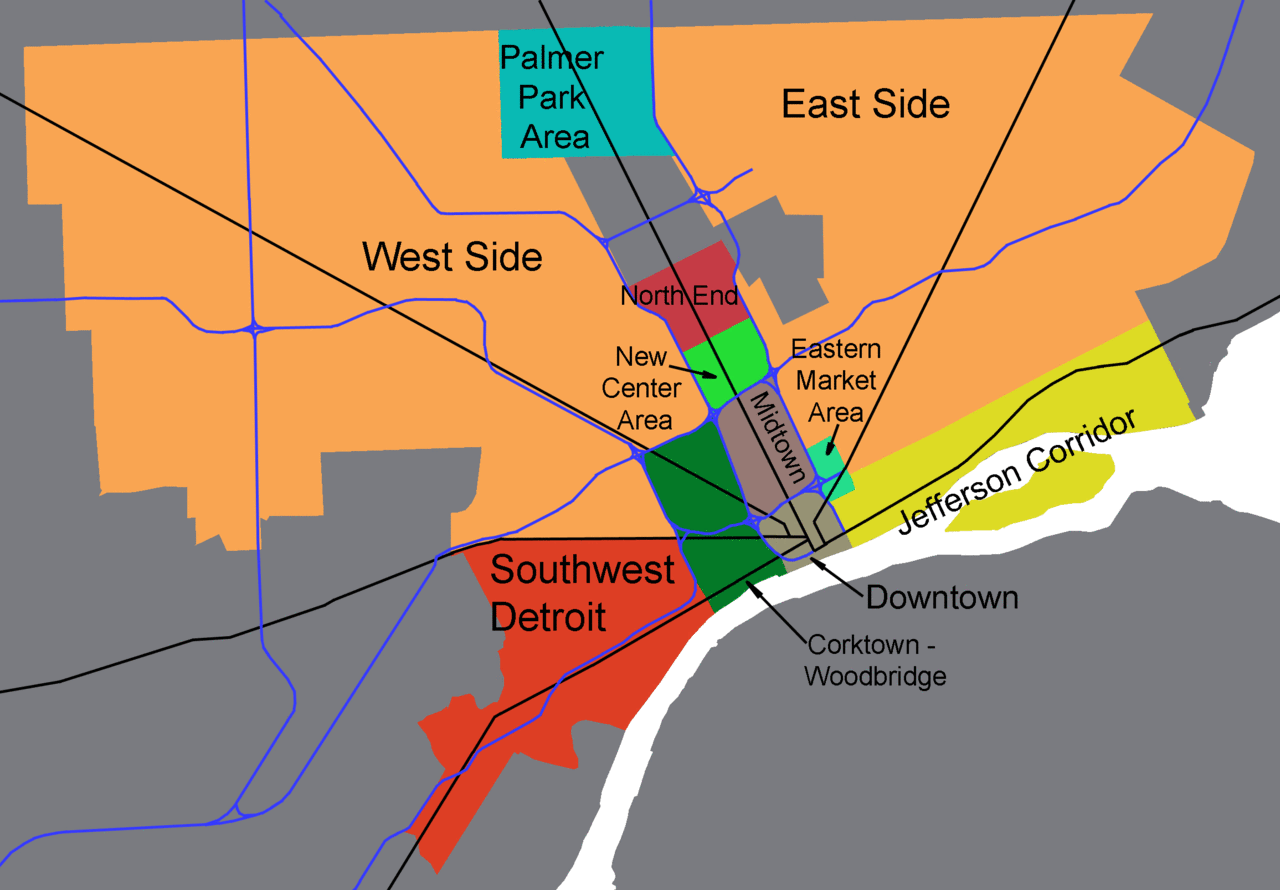 Palmer
Park
Area
East Side
West Side
North End
New
Center
Area
Eastern
Market
Area
Midtown
Jefferson Corridor
Southwest
Detroit
Downtown
Corktown -
Woodbridge